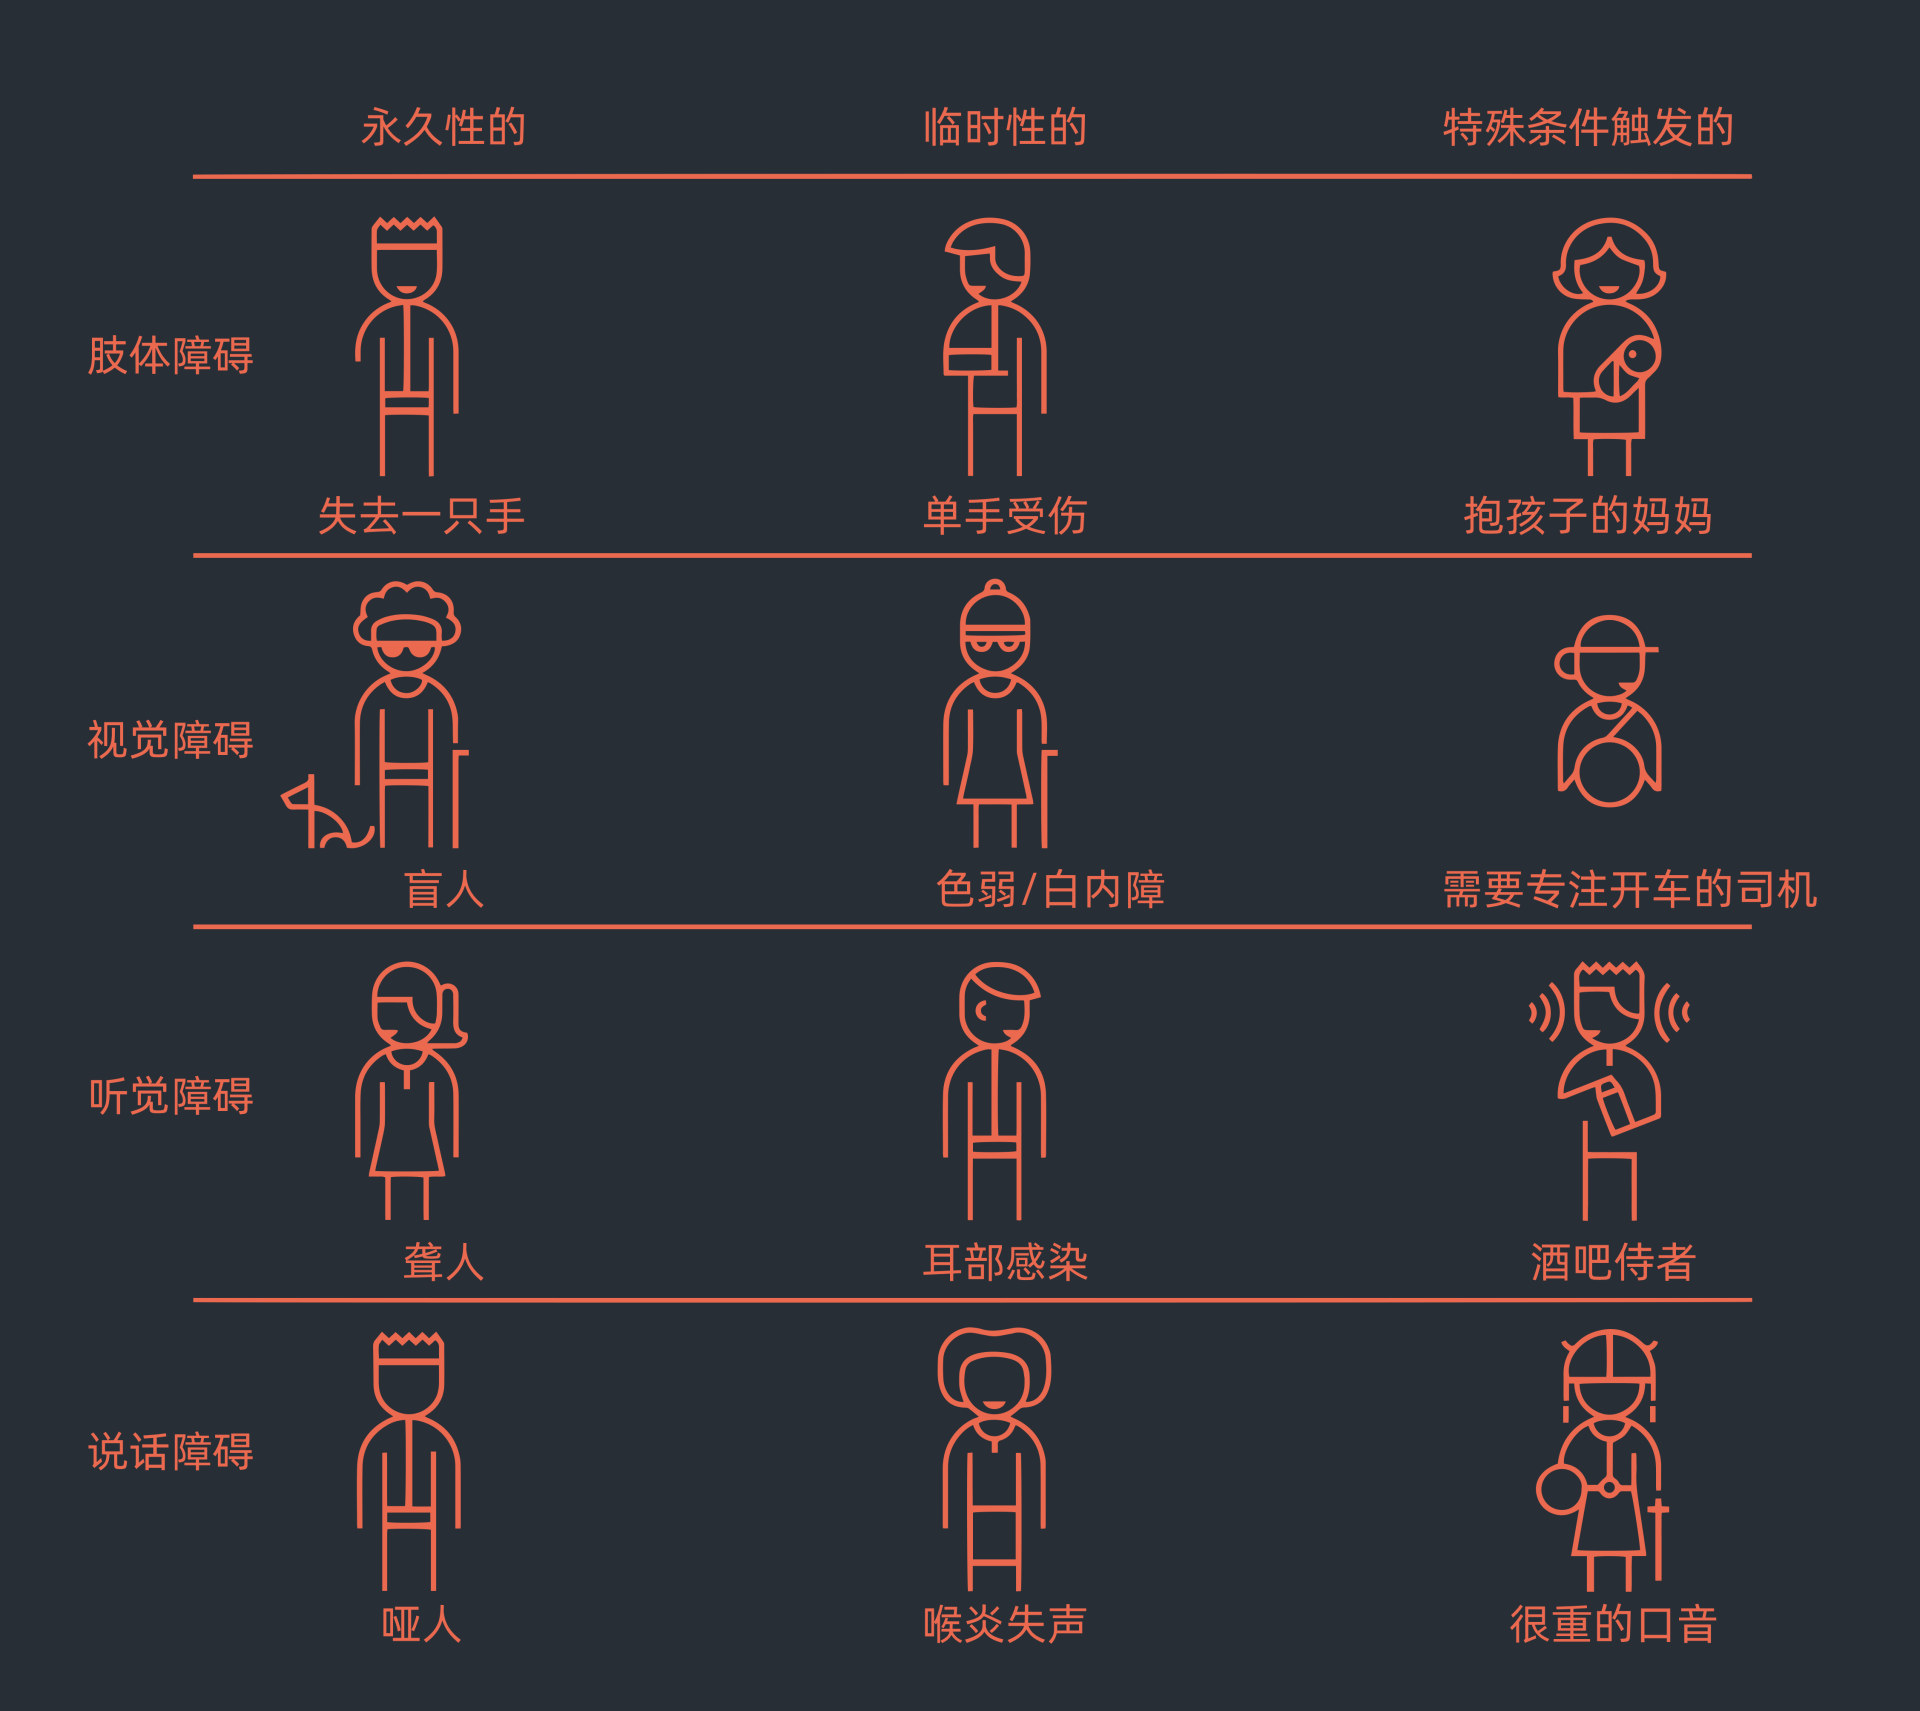 永久性的
临时性的
特殊条件触发的
肢体障碍
失去一只手
单手受伤
抱孩子的妈妈
视觉障碍
盲人
色弱/白内障
需要专注开车的司机
听觉障碍
聋人
耳部感染
酒吧侍者
说话障碍
哑人
喉炎失声
很重的口音